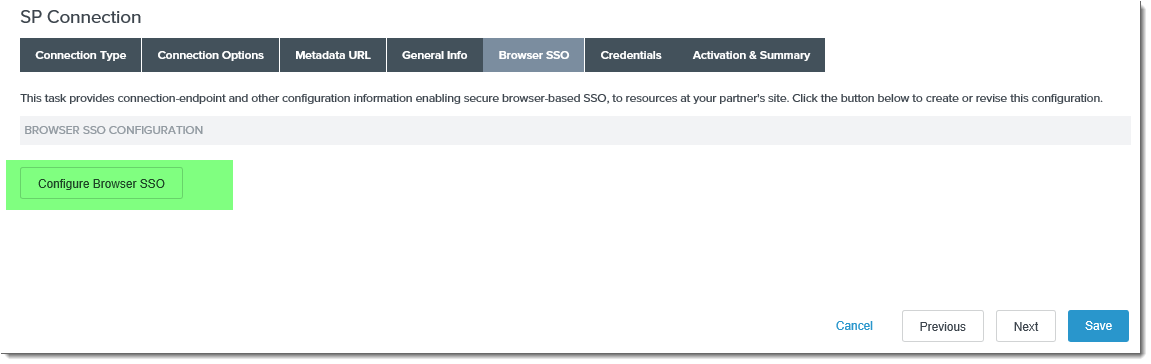 SP Connection
Connection Type Connection Options Metadata URL General Info Browser SSO Credentials Activation & Summary
This task provides connection-endpoint and other configuration information enabling secure browser-based SSO, to resources at your partner's site. Click the button below to create or revise this configuration.
BROWSER SSO CONFIGURATION
Configure Browser SSO
Cancel Previous Next Save